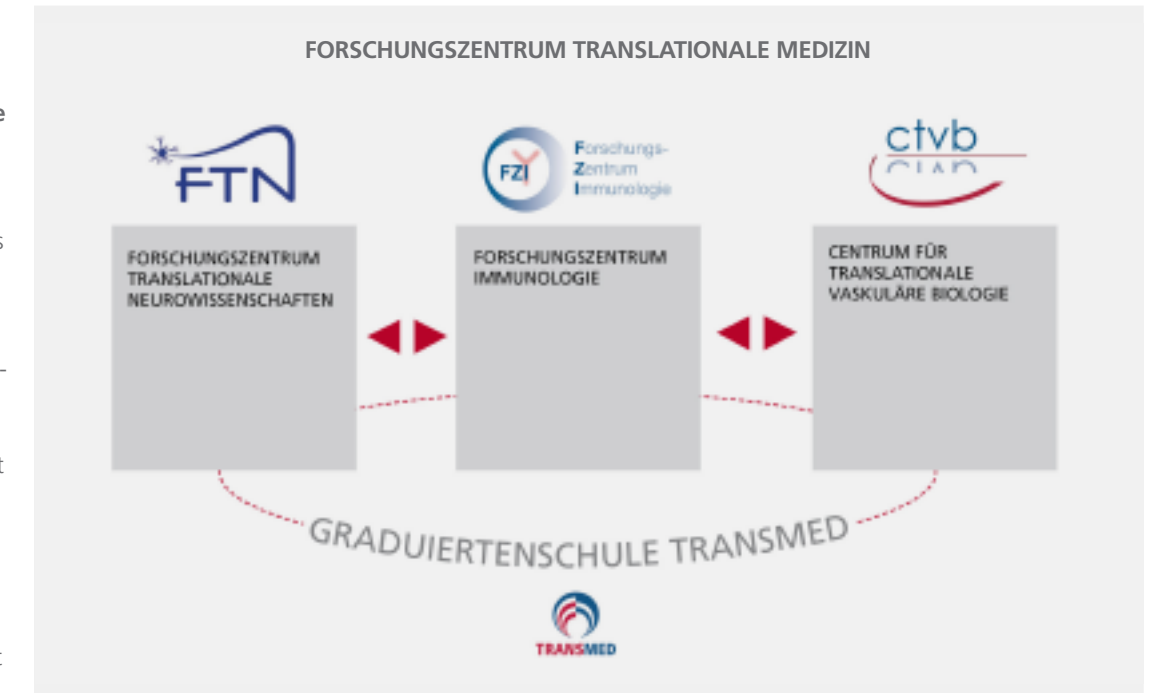 FORSCHUNGSZENTRUM TRANSLATIONALE MEDIZIN
FTN
FZI
Forschungs-
Zentrum
Immunologie
ctvb
FORSCHUNGSZENTRUM
TRANSLATIONALE
NEUROWISSENSCHAFTEN
FORSCHUNGSZENTRUM
IMMUNOLOGIE
CENTRUM FÜR
TRANSLATIONALE
VASKULÄRE BIOLOGIE
GRADUIERTENSCHULE TRANSMED
TRANSMED